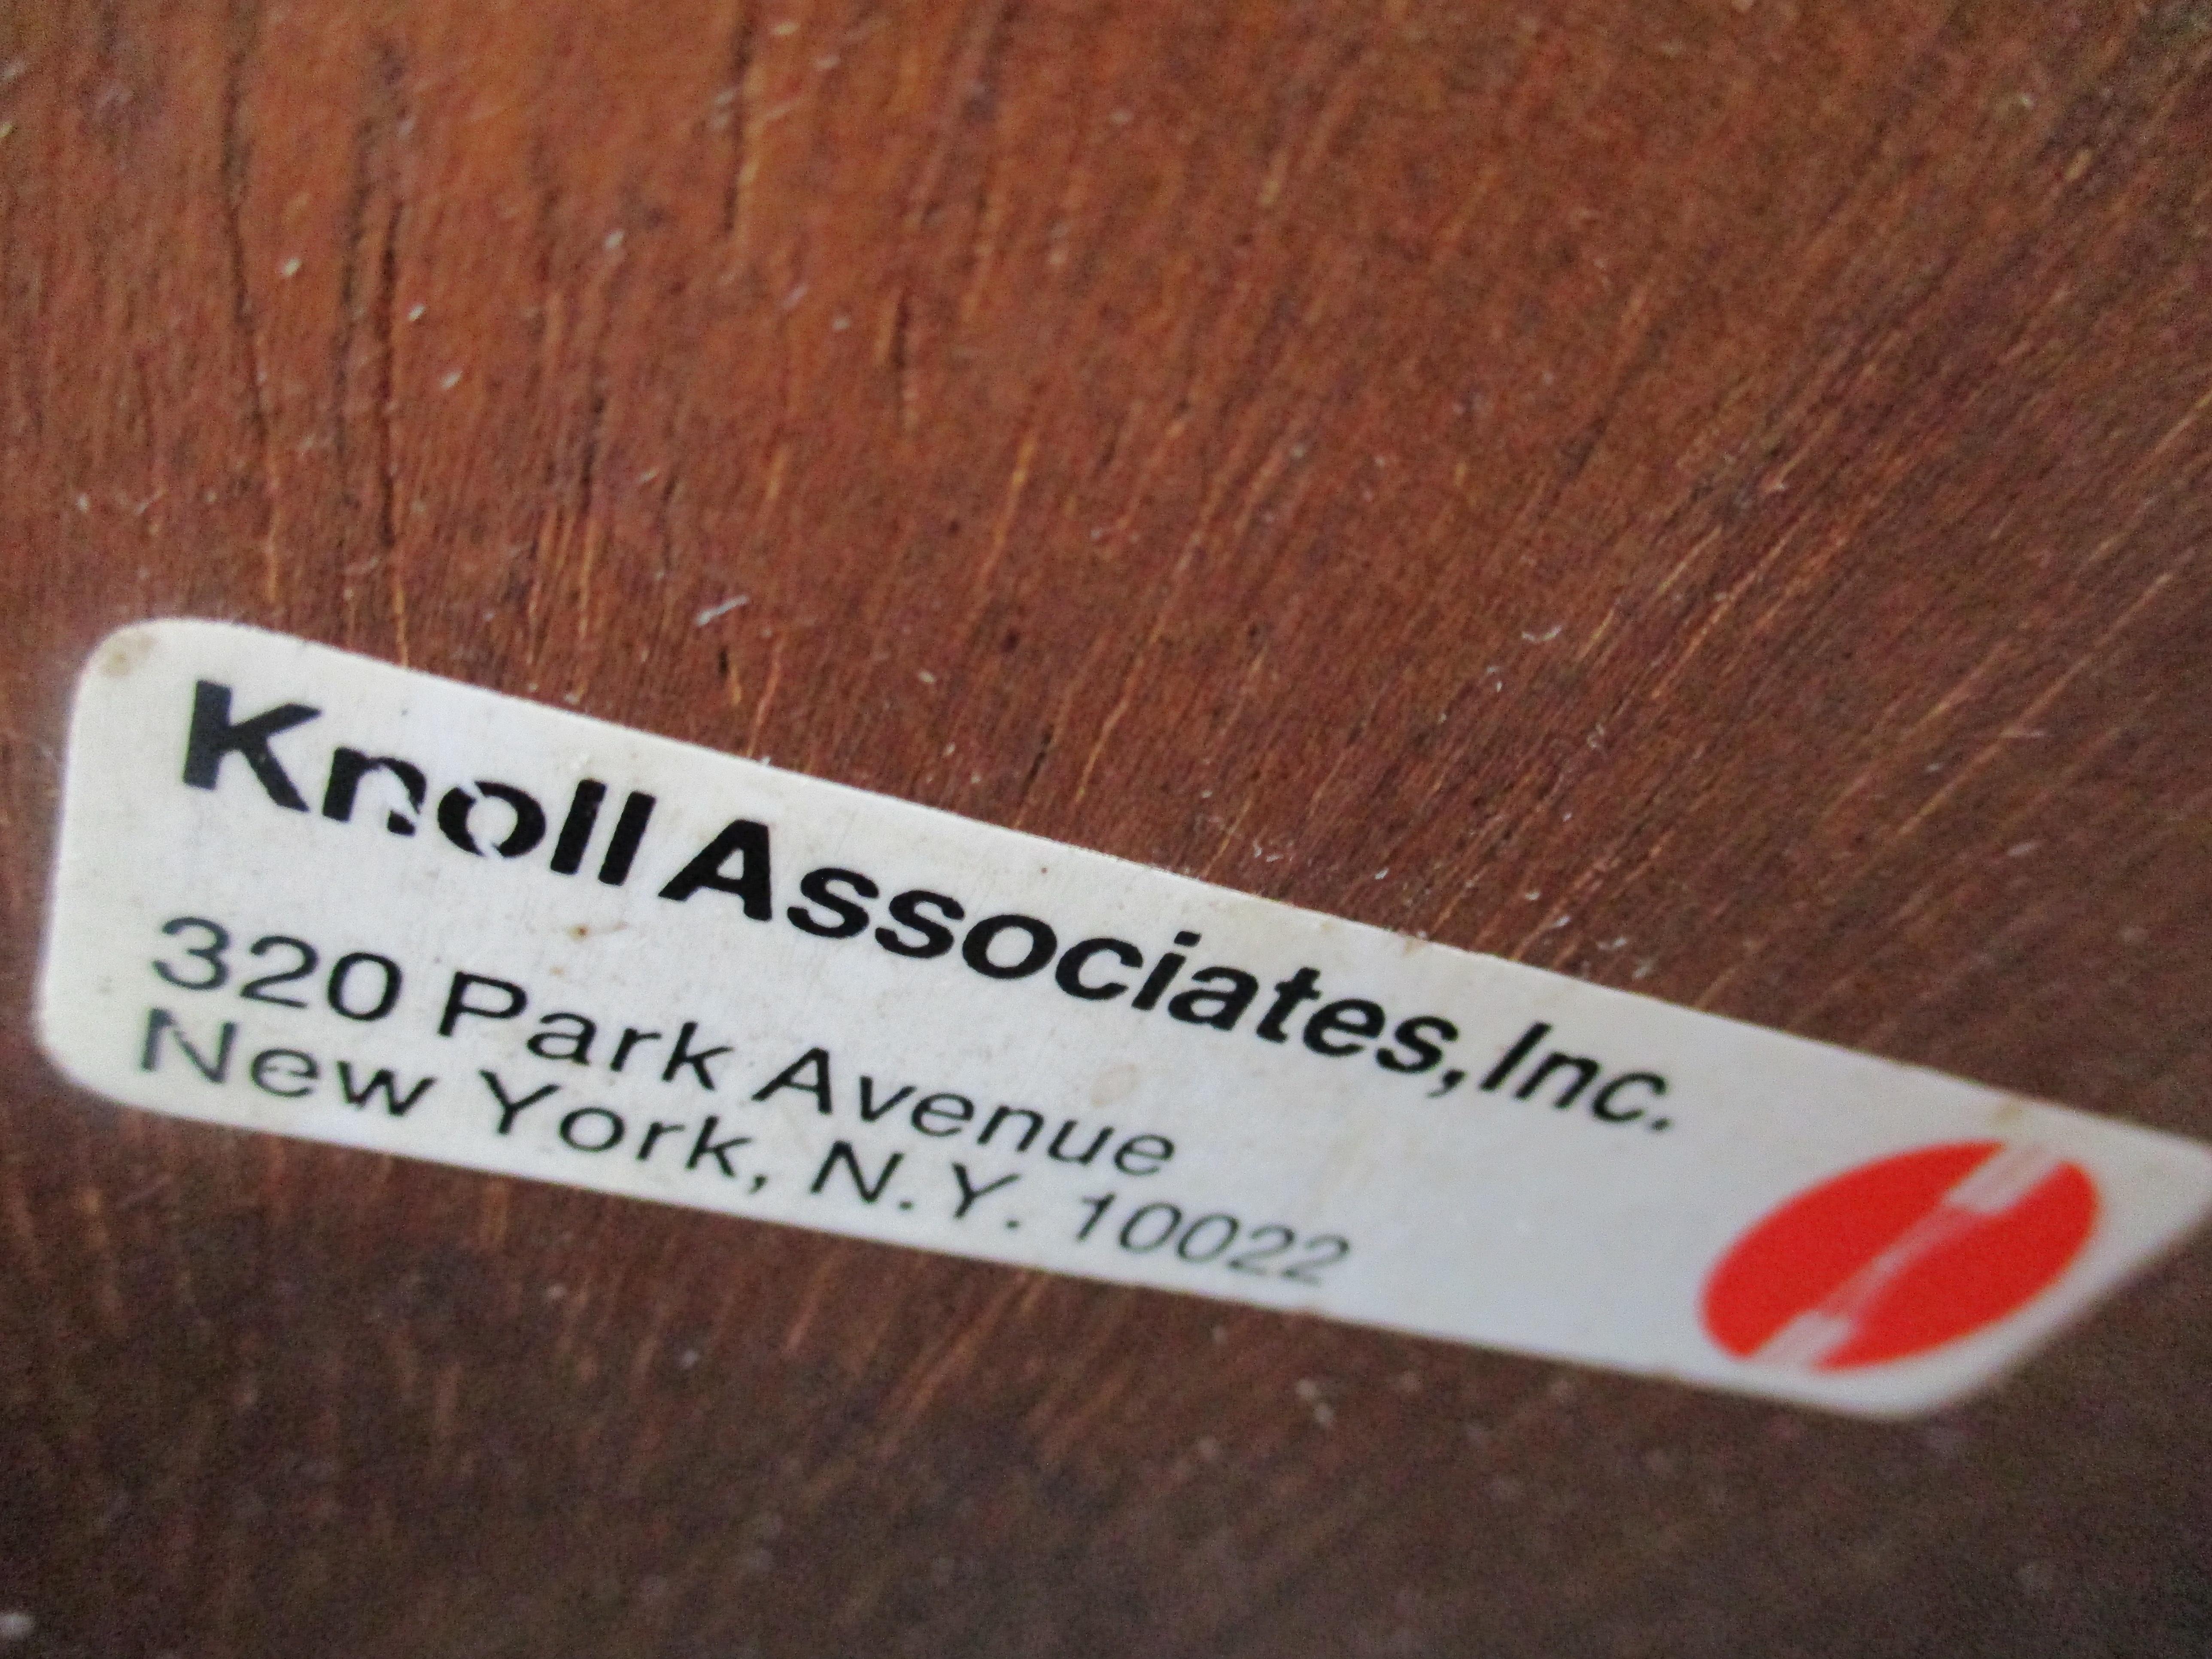 Knoll Associates, Inc.
320 Park Avenue
New York, N.Y. 10022